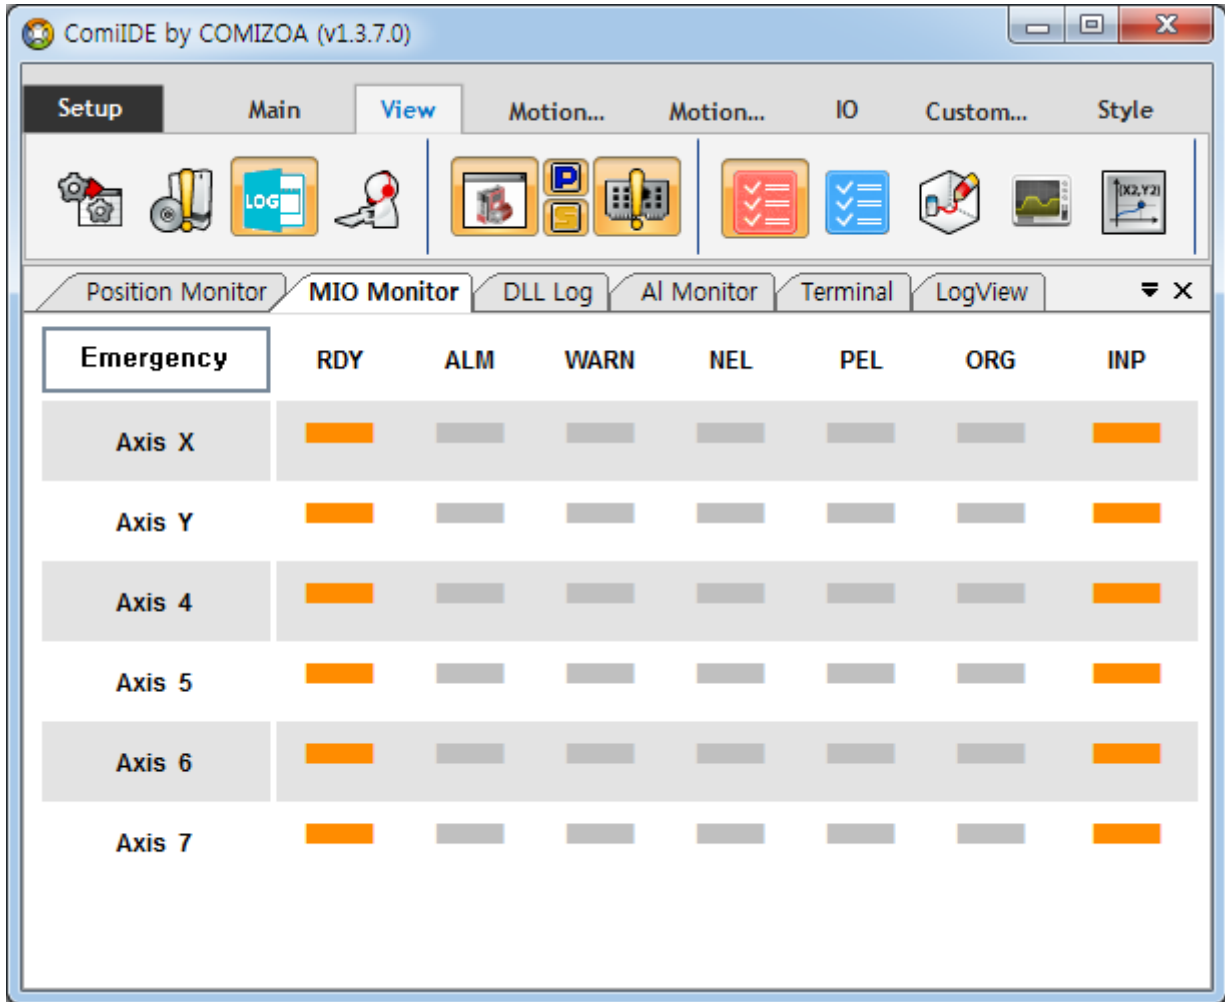 ComiIDE by COMIZOA (v1.3.7.0)
Setup Main View Motion... Motion... IO Custom... Style
LOG P S (X2,Y2)
Position Monitor MIO Monitor DLL Log AI Monitor Terminal LogView
Emergency RDY ALM WARN NEL PEL ORG INP
Axis X
Axis Y
Axis 4
Axis 5
Axis 6
Axis 7